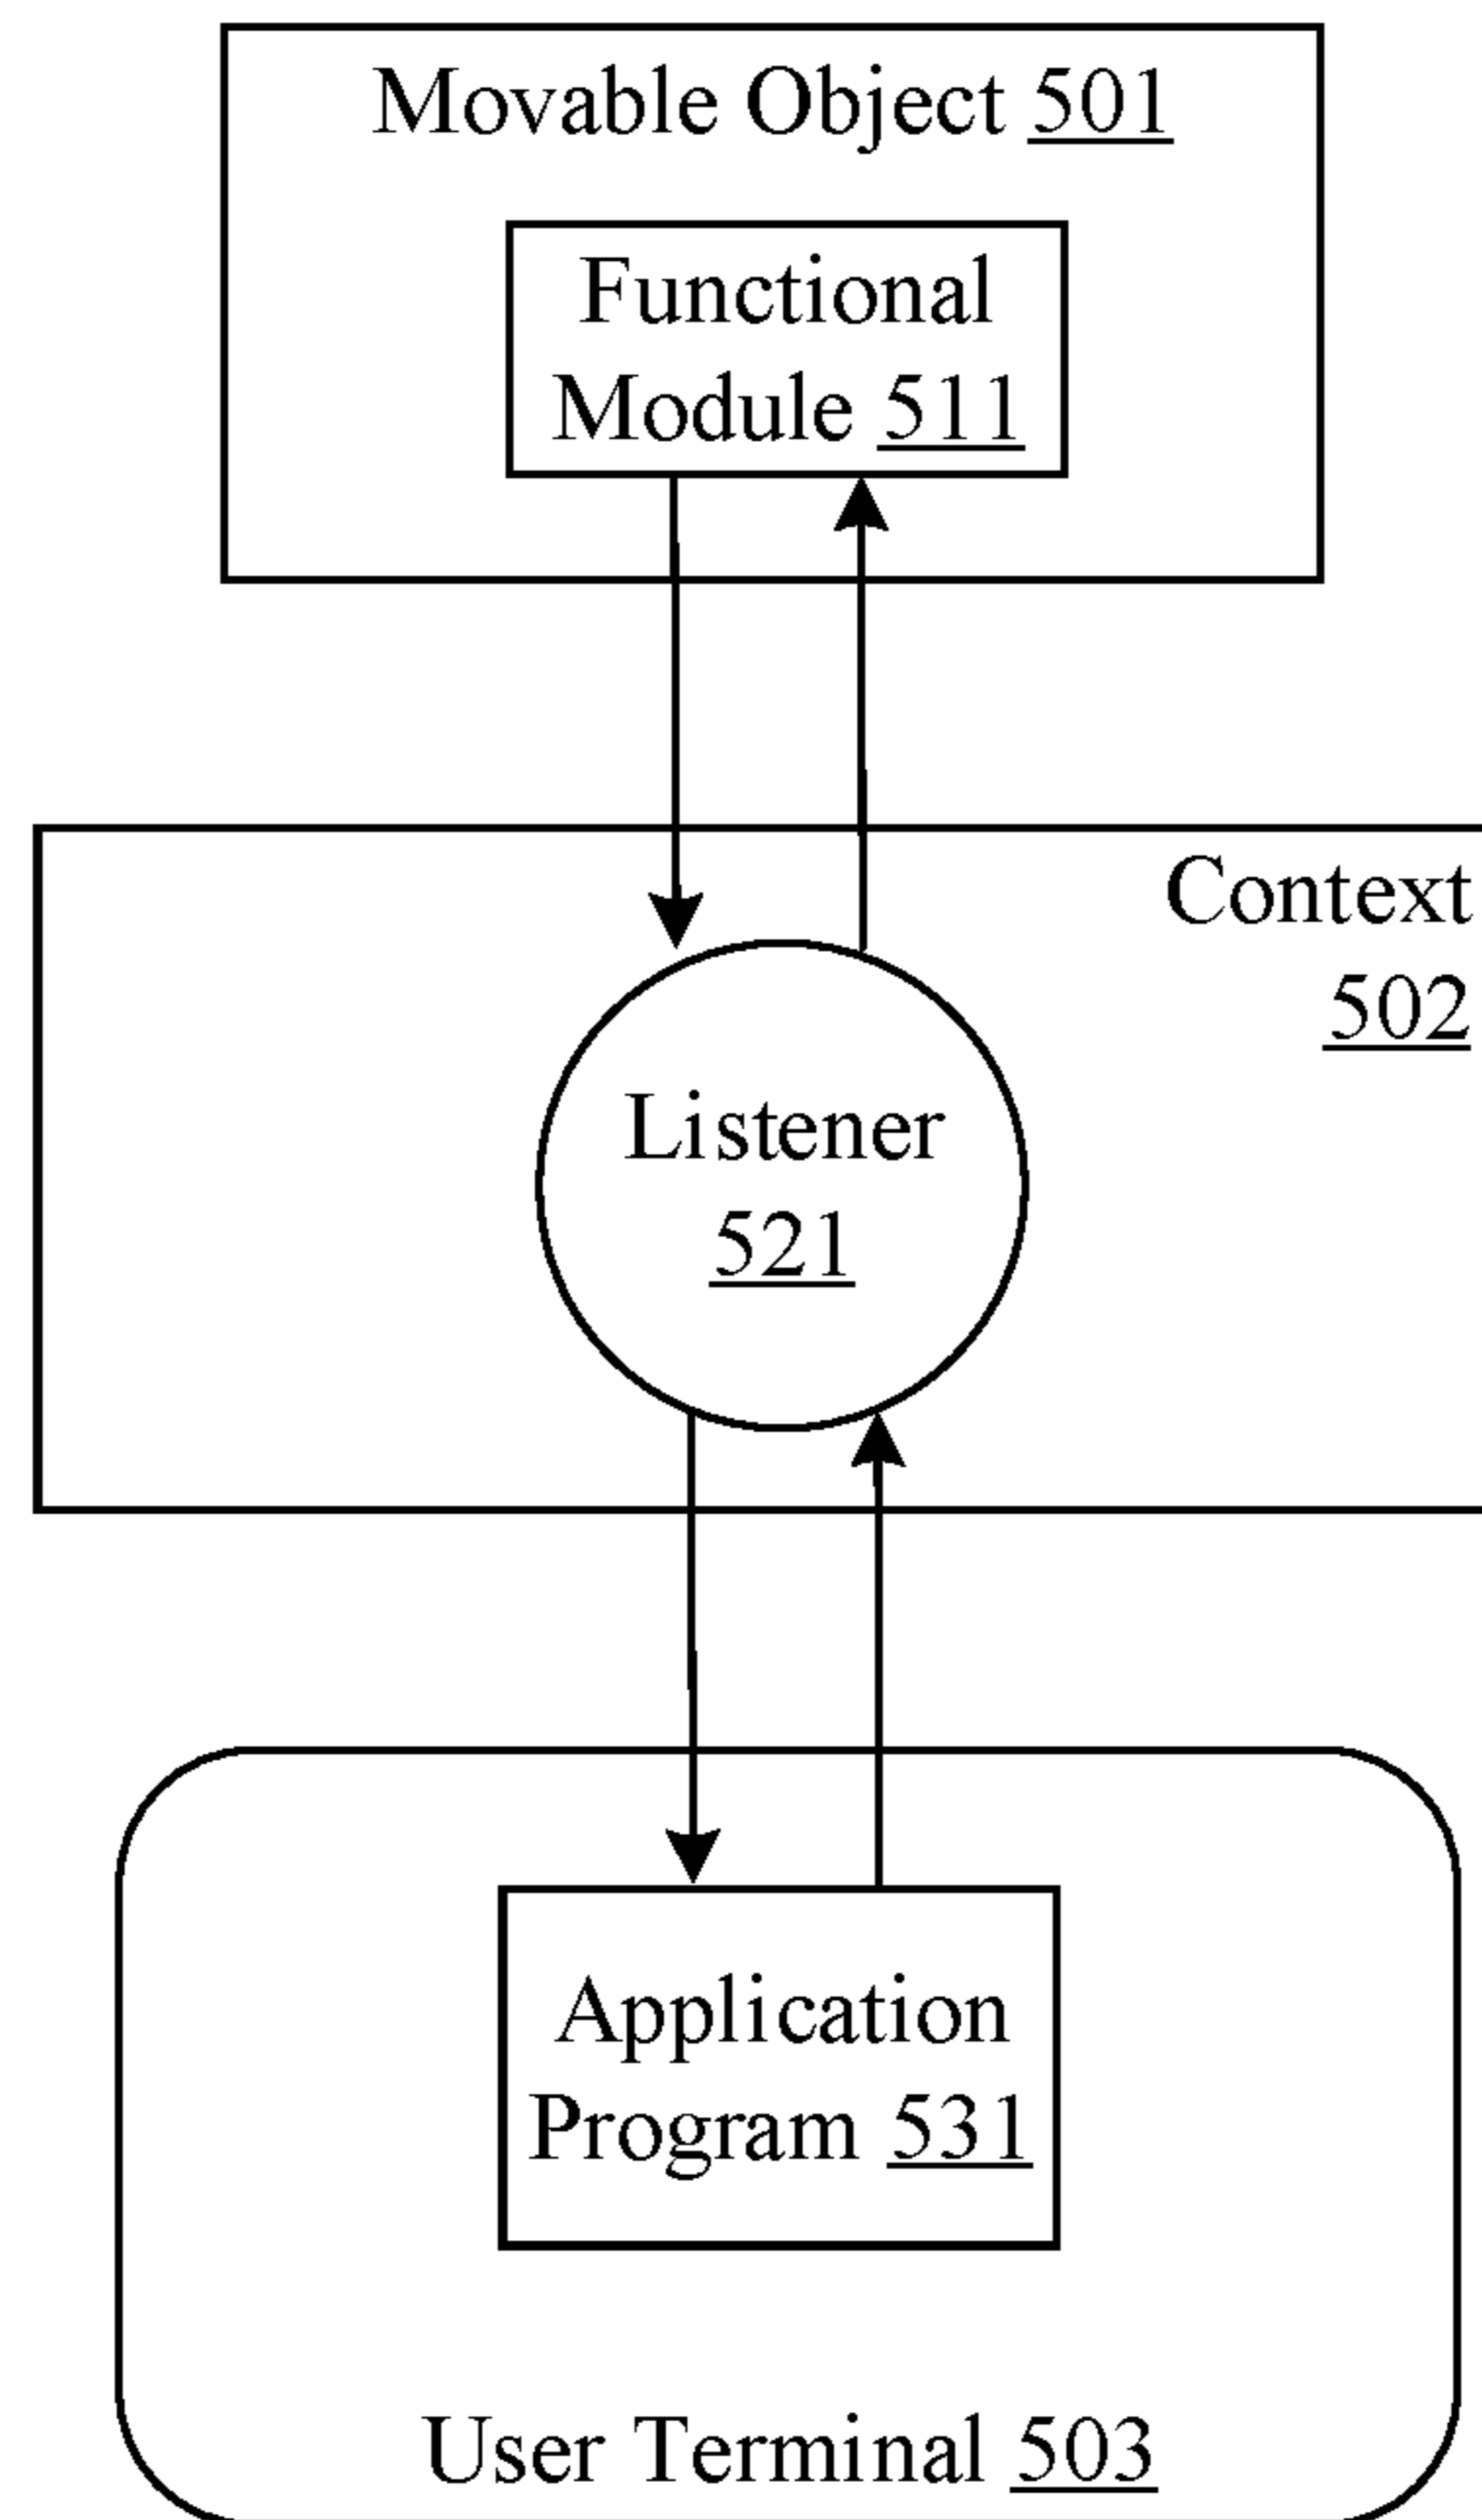 Movable Object 501
Functional
Module 511
Context
502
Listener
521
Application
Program 531
User Terminal 503